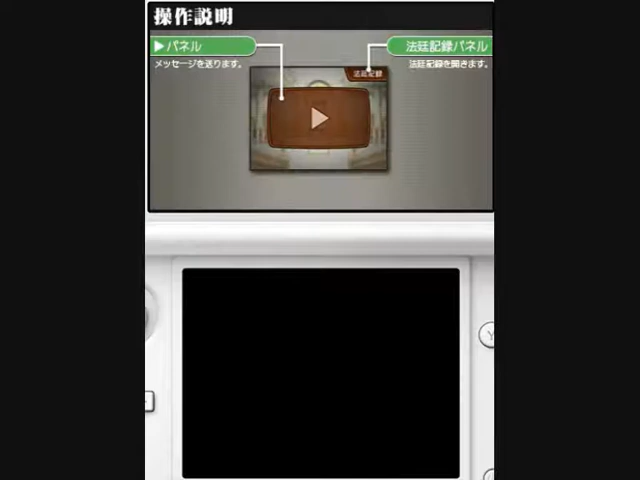 操作説明
▶パネル
メッセージを送ります。
法廷記録パネル
法廷記録を開きます。
法廷記録
Y